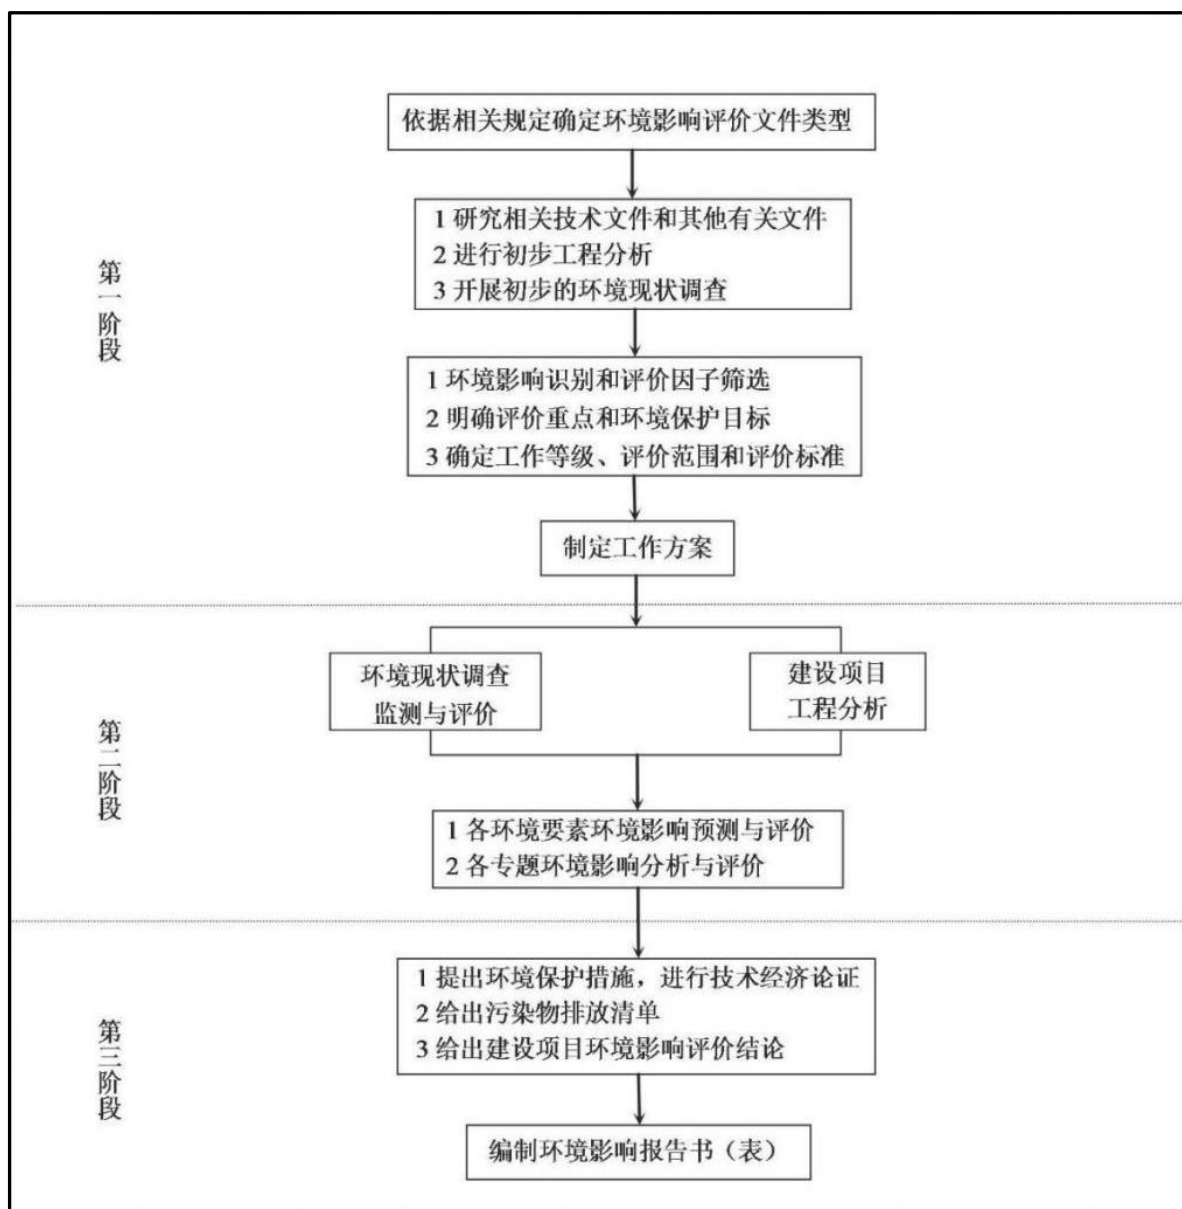 依据相关规定确定环境影响评价文件类型
1 研究相关技术文件和其他有关文件
2 进行初步工程分析
3 开展初步的环境现状调查
第一阶段
1 环境影响识别和评价因子筛选
2 明确评价重点和环境保护目标
3 确定工作等级、评价范围和评价标准
制定工作方案
环境现状调查
监测与评价
建设项目
工程分析
第二阶段
1 各环境要素环境影响预测与评价
2 各专题环境影响分析与评价
1 提出环境保护措施，进行技术经济论证
2 给出污染物排放清单
3 给出建设项目环境影响评价结论
第三阶段
编制环境影响报告书（表）